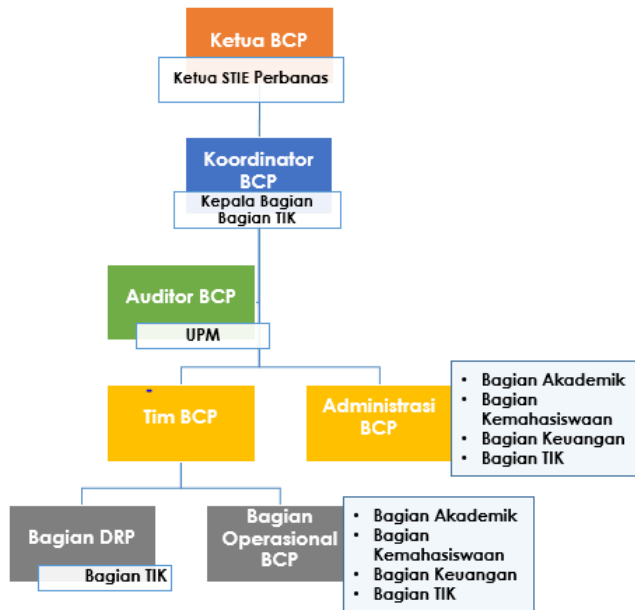 Ketua BCP
Ketua STIE Perbanas
Koordinator
BCP
Kepala Bagian
Bagian TIK
Auditor BCP
UPM
Tim BCP
Administrasi
BCP
• Bagian Akademik
• Bagian
Kemahasiswaan
• Bagian Keuangan
• Bagian TIK
Bagian DRP
Bagian TIK
Bagian
Operasional
BCP
• Bagian Akademik
• Bagian
Kemahasiswaan
• Bagian Keuangan
• Bagian TIK